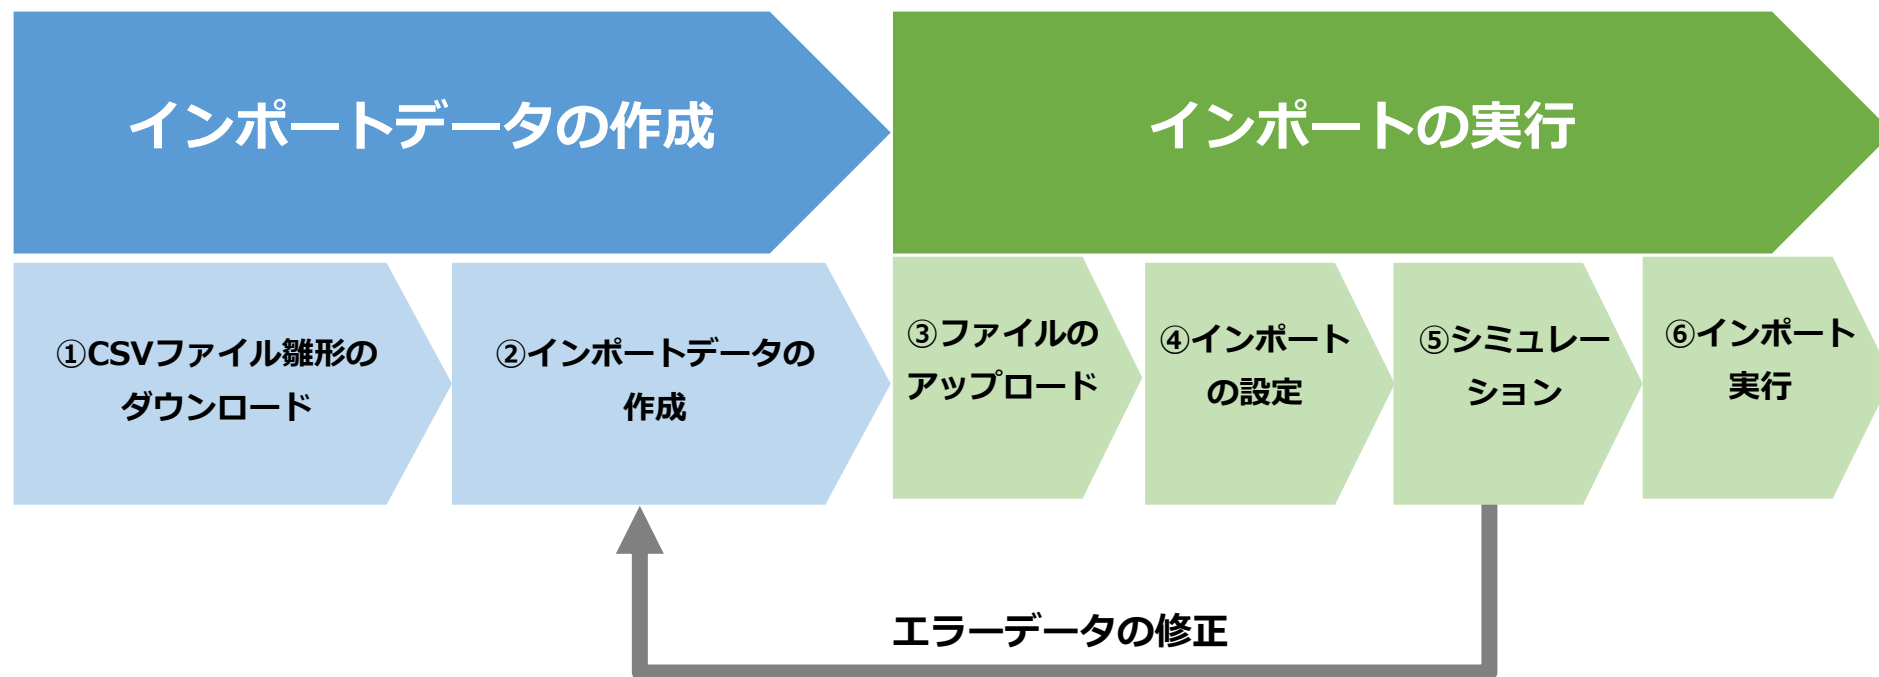 インポートデータの作成
インポートの実行
①CSVファイル雛形の
ダウンロード
②インポートデータの
作成
③ファイルの
アップロード
④インポート
の設定
⑤シミュレー
ション
⑥インポート
実行
エラーデータの修正